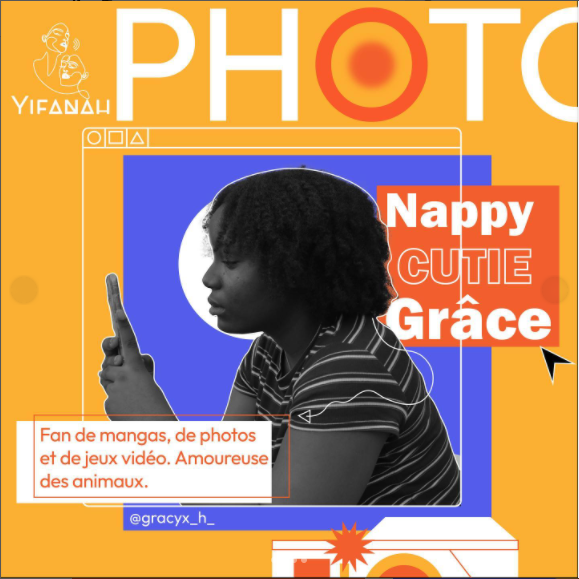 PHOTO
YIFANAH
Nappy
CUTIE
Grâce
Fan de mangas, de photos
et de jeux vidéo. Amoureuse
des animaux.
@gracyx_h_